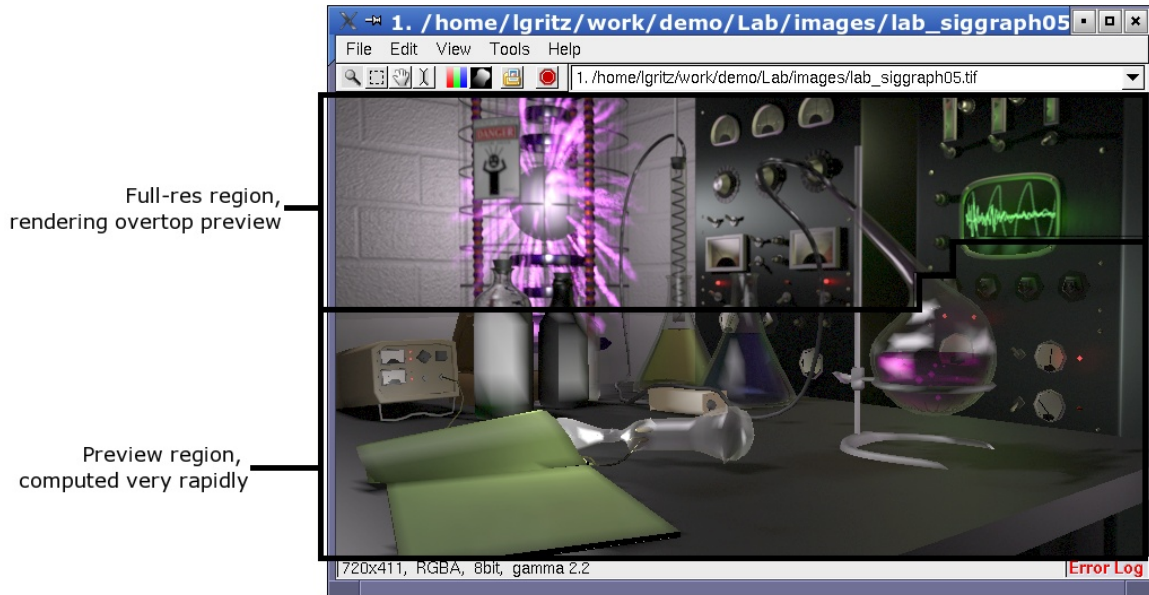 1. /home/lgritz/work/demo/Lab/images/lab_siggraph05
File Edit View Tools Help
1. /home/lgritz/work/demo/Lab/images/lab_siggraph05.tif
DANGER
Full-res region,
rendering overtop preview
Preview region,
computed very rapidly
720x411, RGBA, 8bit, gamma 2.2
Error Log